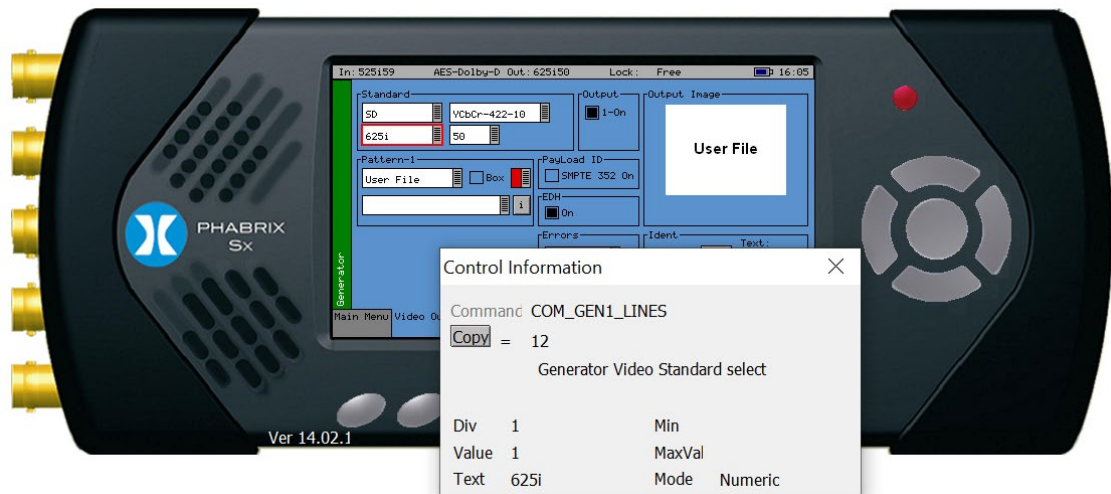 In: 525i59 AES-Dolby-D Out: 625i50 Lock: Free 16:05
Standard
SD YCbCr-422-10
625i 50
Output
1-On
Output Image
User File
Pattern-1
User File Box
i
PayLoad ID
SMPTE 352 On
EDH
On
Errors
Ident
Text:
Generator
Main Menu Video Ou
PHABRIX
Sx
Ver 14.02.1
Control Information
Command COM_GEN1_LINES
Copy = 12
Generator Video Standard select
Div 1 Min
Value 1 MaxVal
Text 625i Mode Numeric